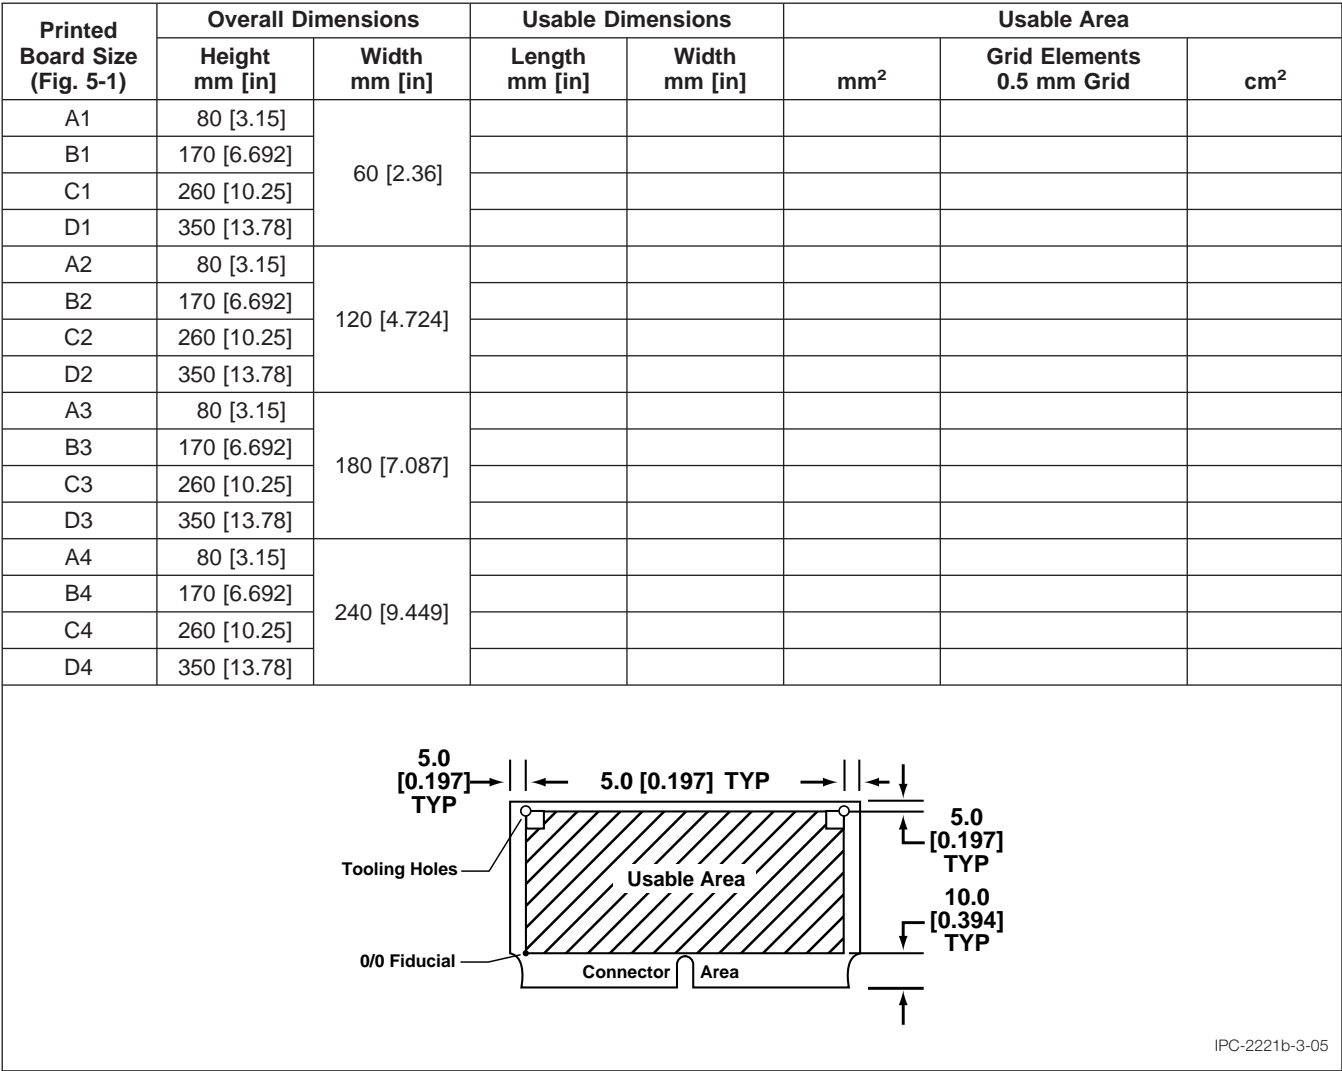 Printed Board Size (Fig. 5-1) Overall Dimensions Usable Dimensions Usable Area
Height mm [in] Width mm [in] Length mm [in] Width mm [in] mm² Grid Elements 0.5 mm Grid cm²
A1 80 [3.15] 60 [2.36]
B1 170 [6.692]
C1 260 [10.25]
D1 350 [13.78]
A2 80 [3.15] 120 [4.724]
B2 170 [6.692]
C2 260 [10.25]
D2 350 [13.78]
A3 80 [3.15] 180 [7.087]
B3 170 [6.692]
C3 260 [10.25]
D3 350 [13.78]
A4 80 [3.15] 240 [9.449]
B4 170 [6.692]
C4 260 [10.25]
D4 350 [13.78]
5.0
[0.197]
TYP
5.0 [0.197] TYP
5.0
[0.197]
TYP
Tooling Holes
Usable Area
10.0
[0.394]
TYP
0/0 Fiducial
Connector Area
IPC-2221b-3-05